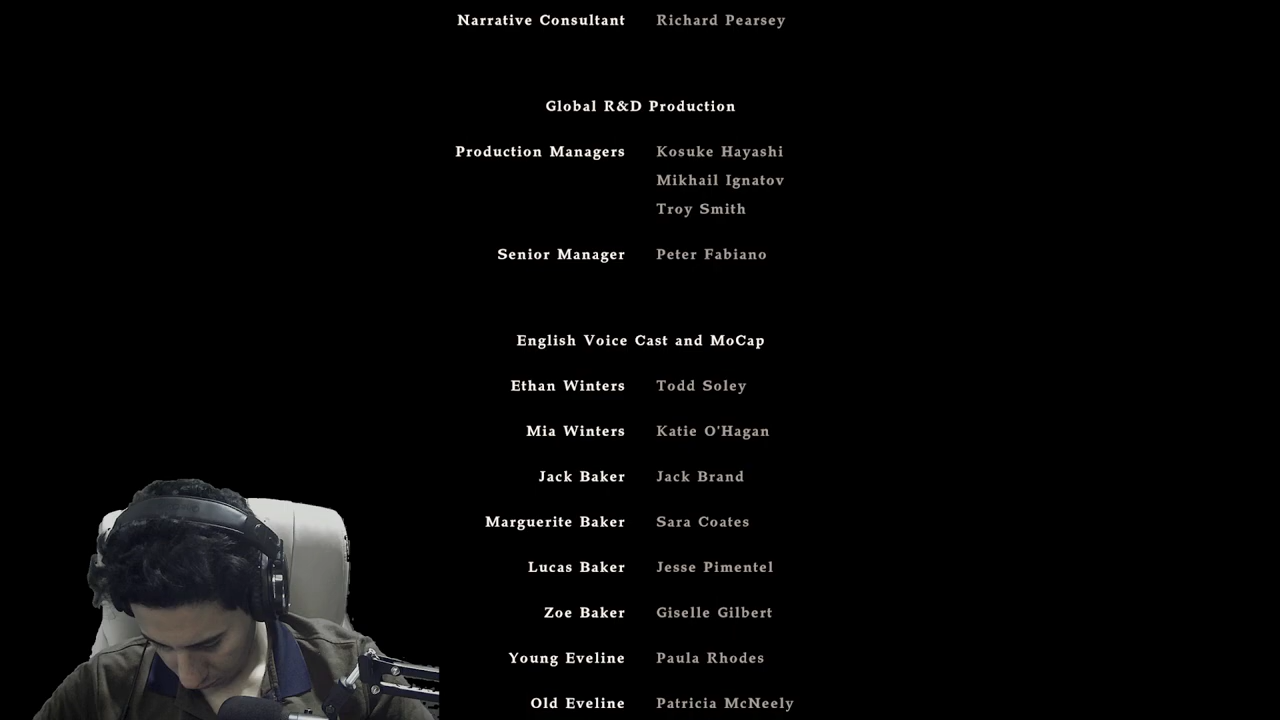 Narrative Consultant Richard Pearsey
Global R&D Production
Production Managers Kosuke Hayashi
Mikhail Ignatov
Troy Smith
Senior Manager Peter Fabiano
English Voice Cast and MoCap
Ethan Winters Todd Soley
Mia Winters Katie O'Hagan
Jack Baker Jack Brand
Marguerite Baker Sara Coates
Lucas Baker Jesse Pimentel
Zoe Baker Giselle Gilbert
Young Eveline Paula Rhodes
Old Eveline Patricia McNeely